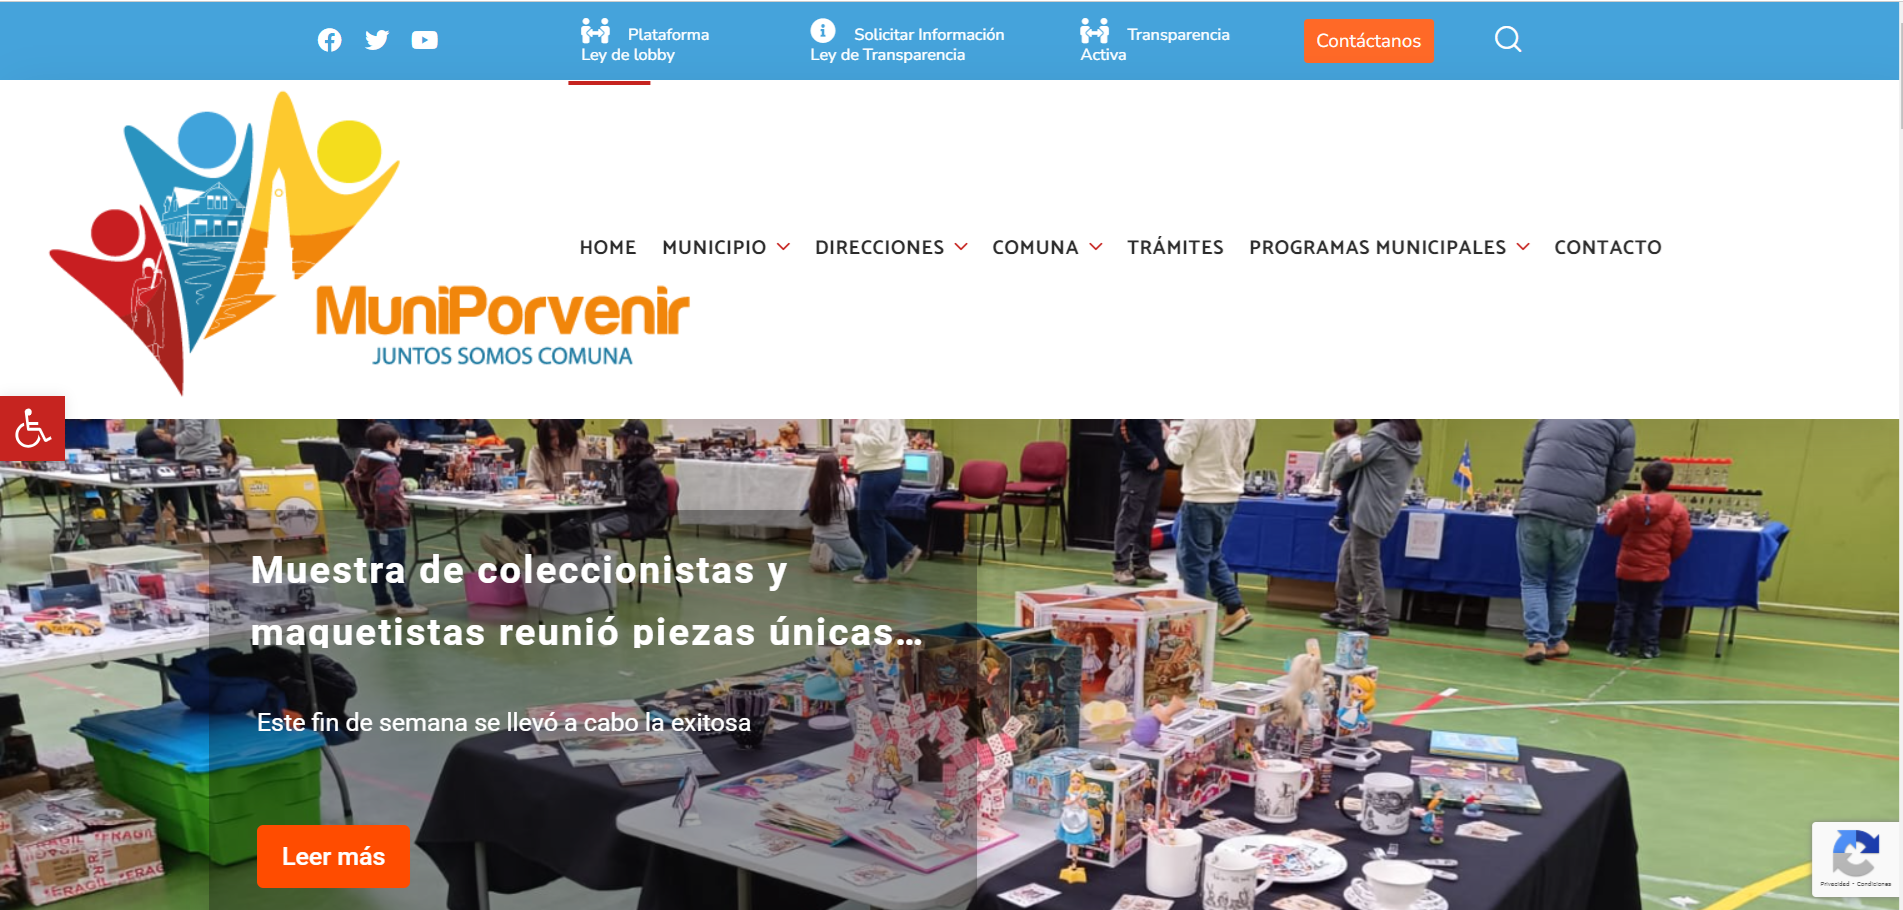 Plataforma
Ley de lobby
Solicitar Información
Ley de Transparencia
Transparencia
Activa
Contáctanos
MuniPorvenir
JUNTOS SOMOS COMUNA
HOME MUNICIPIO DIRECCIONES COMUNA TRÁMITES PROGRAMAS MUNICIPALES CONTACTO
Muestra de coleccionistas y
maquetistas reunió piezas únicas...
Este fin de semana se llevó a cabo la exitosa
Leer más
FRAGIL
Privacidad - Condiciones